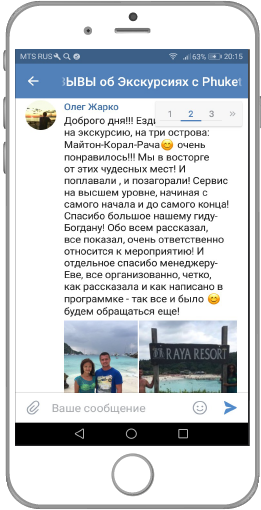 MTS RUS 63% 20:15
ЗЫВЫ об Экскурсиях с Phuket
Олег Жарко
1 2 3 »
Доброго дня!!! Езди
на экскурсию, на три острова:
Майтон-Корал-Рача😊 очень
понравилось!!! Мы в восторге
от этих чудесных мест! И
поплавали , и позагорали! Сервис
на высшем уровне, начиная с
самого начала и до самого конца!
Спасибо большое нашему гиду-
Богдану! Обо всем рассказал,
все показал, очень ответственно
относится к мероприятию! И
отдельное спасибо менеджеру-
Еве, все организованно, четко,
как рассказала и как написано в
программке - так все и было 😊
будем обращаться еще!
RAYA RESORT
Ваше сообщение